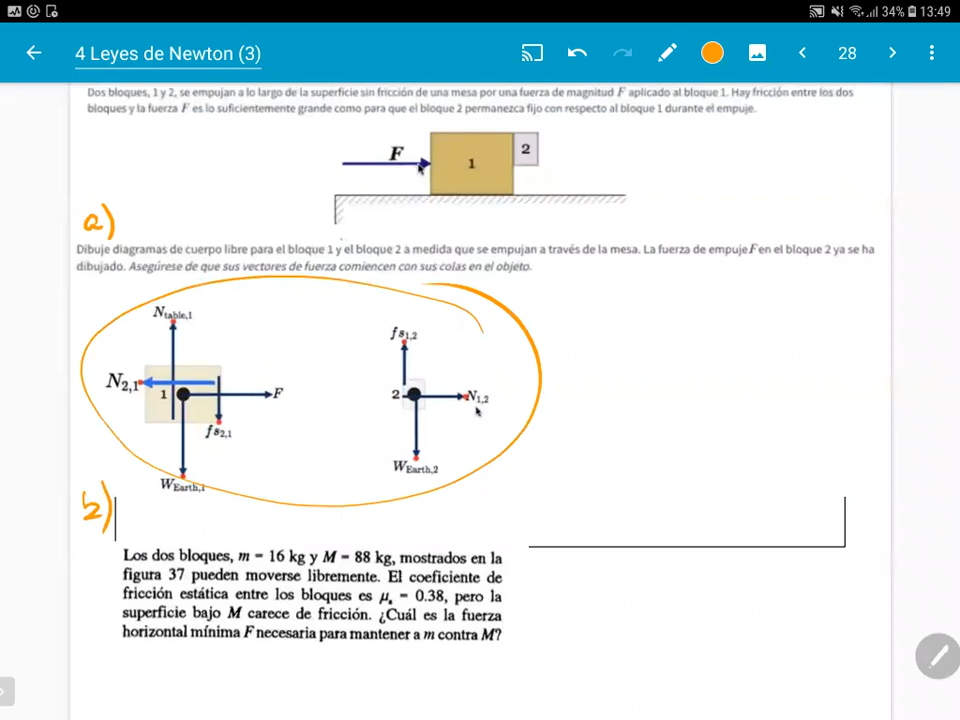 34% 13:49
4 Leyes de Newton (3)
28
Dos bloques, 1 y 2, se empujan a lo largo de la superficie sin fricción de una mesa por una fuerza de magnitud F aplicado al bloque 1. Hay fricción entre los dos
bloques y la fuerza F es lo suficientemente grande como para que el bloque 2 permanezca fijo con respecto al bloque 1 durante el empuje.
F
1
2
a)
Dibuje diagramas de cuerpo libre para el bloque 1 y el bloque 2 a medida que se empujan a través de la mesa. La fuerza de empuje F en el bloque 2 ya se ha
dibujado. Asegúrese de que sus vectores de fuerza comiencen con sus colas en el objeto.
Ntable,1
fs1,2
N2,1
1
F
2
N1,2
fs2,1
WEarth,2
WEarth,1
b)
Los dos bloques, m = 16 kg y M = 88 kg, mostrados en la
figura 37 pueden moverse libremente. El coeficiente de
fricción estática entre los bloques es μs = 0.38, pero la
superficie bajo M carece de fricción. ¿Cuál es la fuerza
horizontal mínima F necesaria para mantener a m contra M?